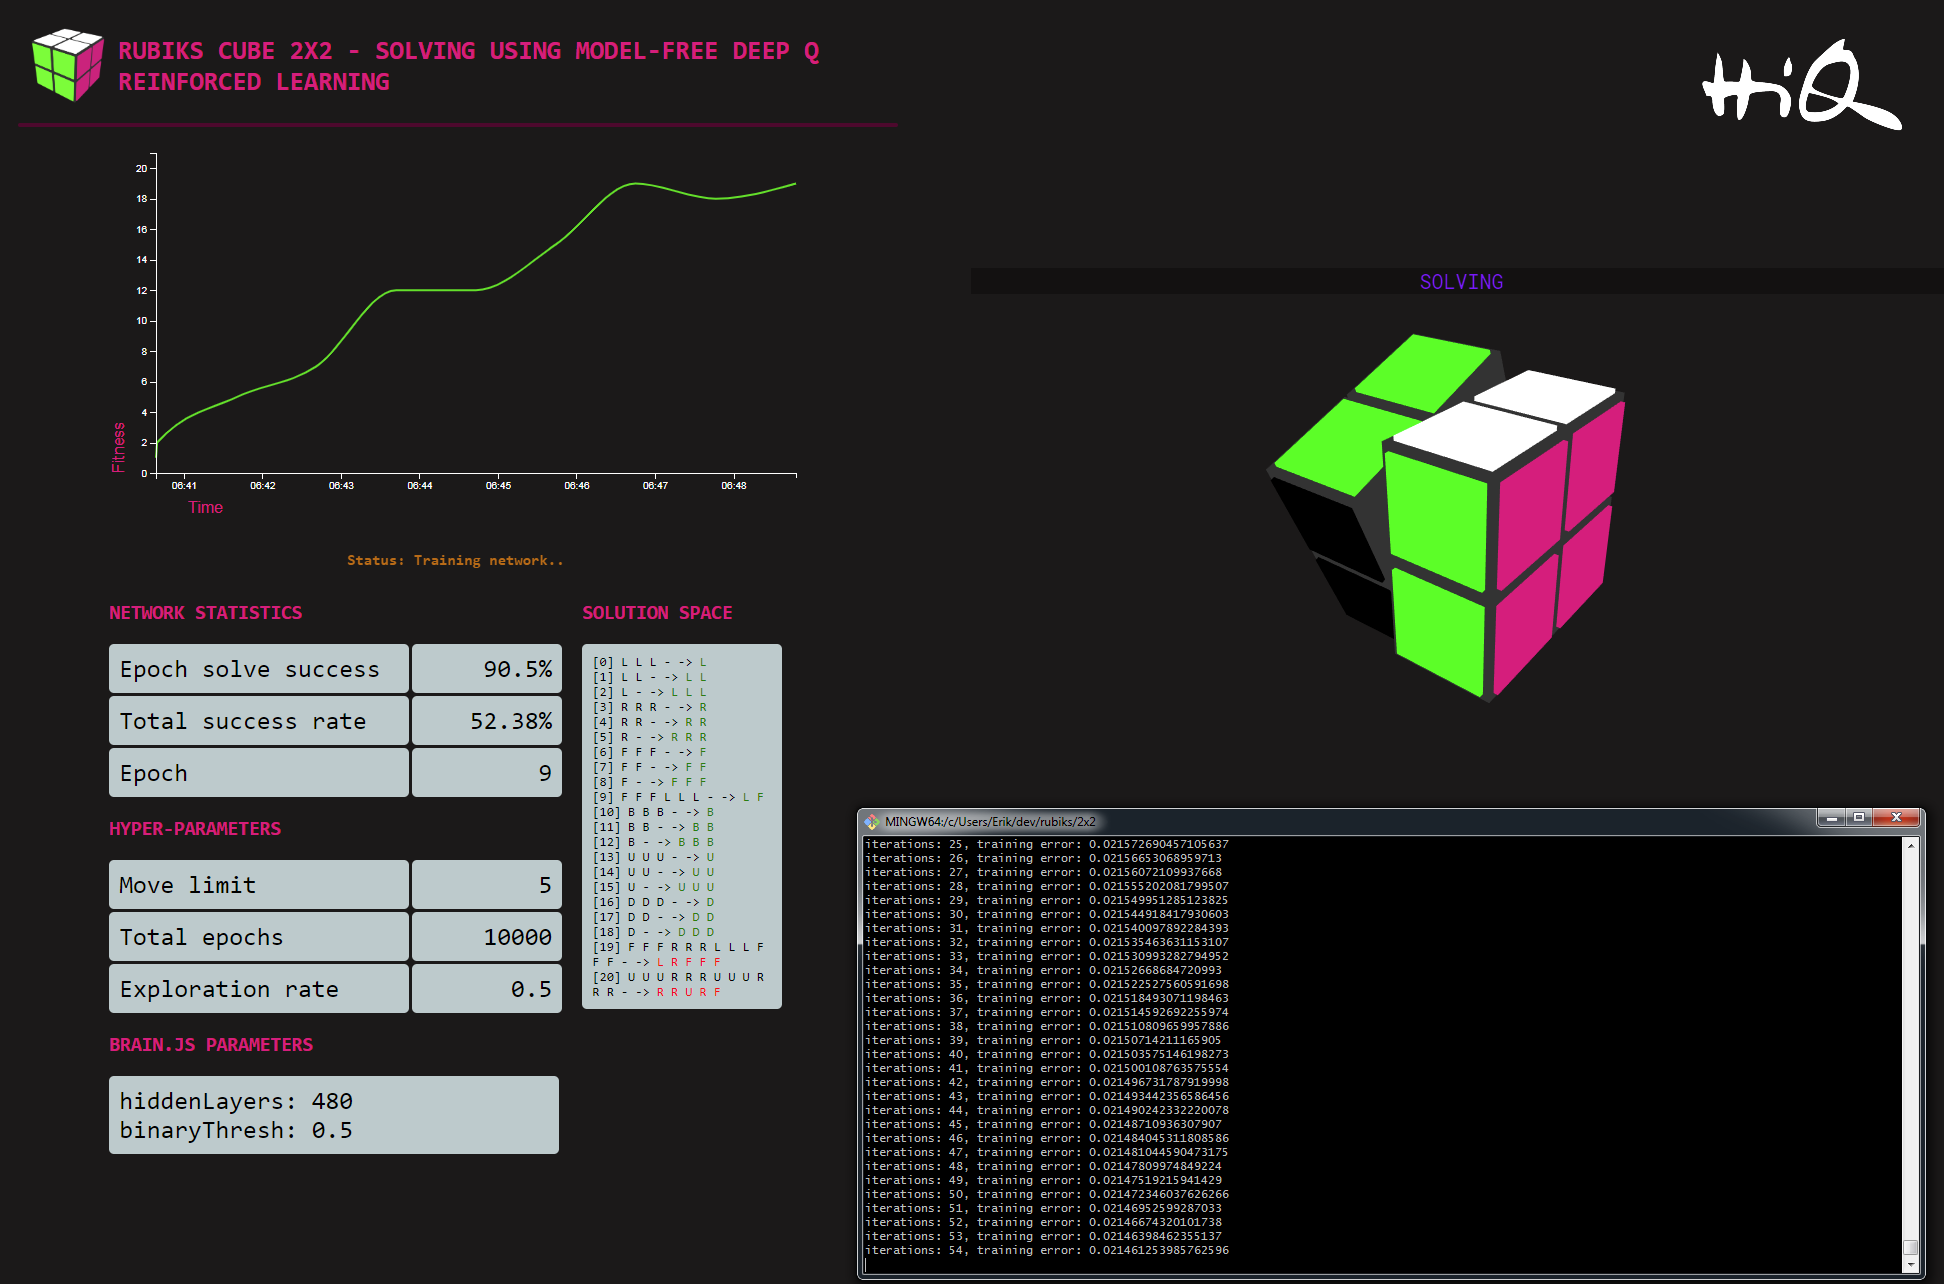 RUBIKS CUBE 2X2 - SOLVING USING MODEL-FREE DEEP Q
REINFORCED LEARNING
HiQ
20
18
16
14
12
10
8
6
4
2
0
Fitness
06:41 06:42 06:43 06:44 06:45 06:46 06:47 06:48
Time
Status: Training network..
NETWORK STATISTICS
Epoch solve success 90.5%
Total success rate 52.38%
Epoch 9
HYPER-PARAMETERS
Move limit 5
Total epochs 10000
Exploration rate 0.5
BRAIN.JS PARAMETERS
hiddenLayers: 480
binaryThresh: 0.5
SOLUTION SPACE
[0] L L L - -> L
[1] L L - -> L L
[2] L - -> L L L
[3] R R R - -> R
[4] R R - -> R R
[5] R - -> R R R
[6] F F F - -> F
[7] F F - -> F F
[8] F - -> F F F
[9] F F F L L L - -> L F
[10] B B B - -> B
[11] B B - -> B B
[12] B - -> B B B
[13] U U U - -> U
[14] U U - -> U U
[15] U - -> U U U
[16] D D D - -> D
[17] D D - -> D D
[18] D - -> D D D
[19] F F F R R R L L L F
F F - -> L R F F F
[20] U U U R R R U U U R
R R - -> R R U R F
SOLVING
MINGW64:/c/Users/Erik/dev/rubiks/2x2
iterations: 25, training error: 0.021572690457105637
iterations: 26, training error: 0.02156653068959713
iterations: 27, training error: 0.02156072109937668
iterations: 28, training error: 0.021555202081799507
iterations: 29, training error: 0.021549951285123825
iterations: 30, training error: 0.021544918417930603
iterations: 31, training error: 0.021540097892284393
iterations: 32, training error: 0.021535463631153107
iterations: 33, training error: 0.021530993282794952
iterations: 34, training error: 0.02152668684720993
iterations: 35, training error: 0.021522527560591698
iterations: 36, training error: 0.021518493071198463
iterations: 37, training error: 0.021514592692255974
iterations: 38, training error: 0.021510809659957886
iterations: 39, training error: 0.02150714211165905
iterations: 40, training error: 0.021503575146198273
iterations: 41, training error: 0.021500108763575554
iterations: 42, training error: 0.021496731787919998
iterations: 43, training error: 0.021493442356586456
iterations: 44, training error: 0.021490242332220078
iterations: 45, training error: 0.02148710936307907
iterations: 46, training error: 0.021484045311808586
iterations: 47, training error: 0.021481044590473175
iterations: 48, training error: 0.02147809974849224
iterations: 49, training error: 0.02147519215941429
iterations: 50, training error: 0.021472346037626266
iterations: 51, training error: 0.02146952599287033
iterations: 52, training error: 0.02146674320101738
iterations: 53, training error: 0.02146398462355137
iterations: 54, training error: 0.021461253985762596